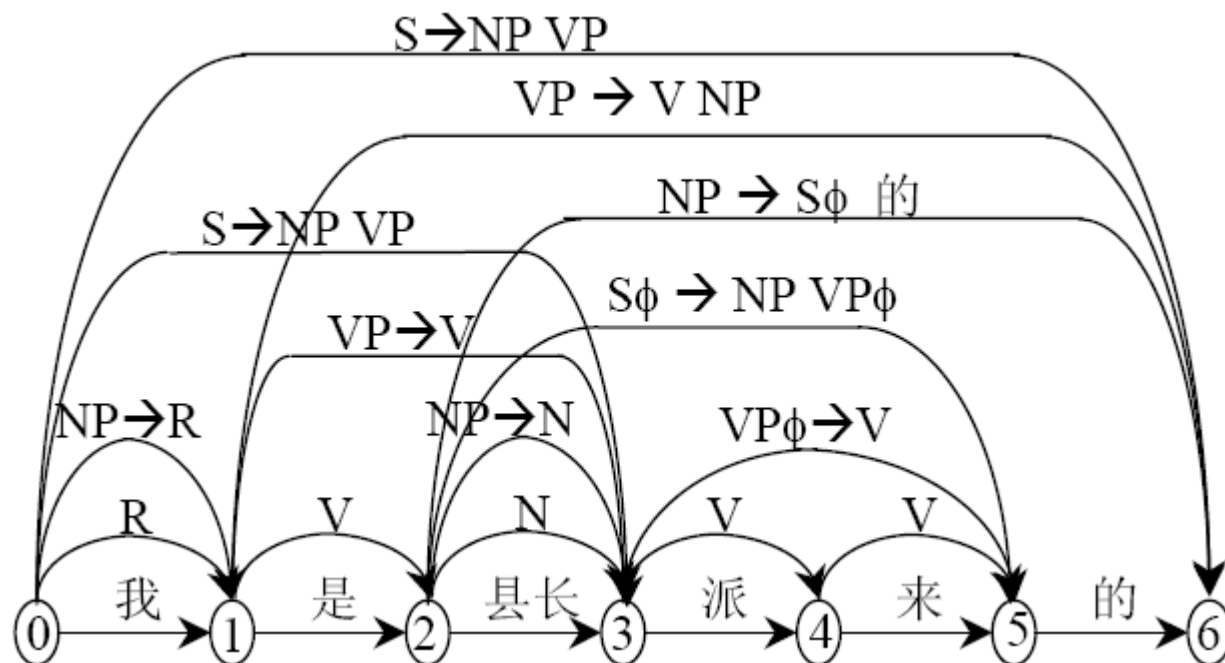 S→NP VP
VP → V NP
NP → Sϕ 的
S→NP VP
Sϕ → NP VPϕ
VP→V
NP→R NP→N VPϕ→V
R V N V V
我 是 县长 派 来 的
0 1 2 3 4 5 6